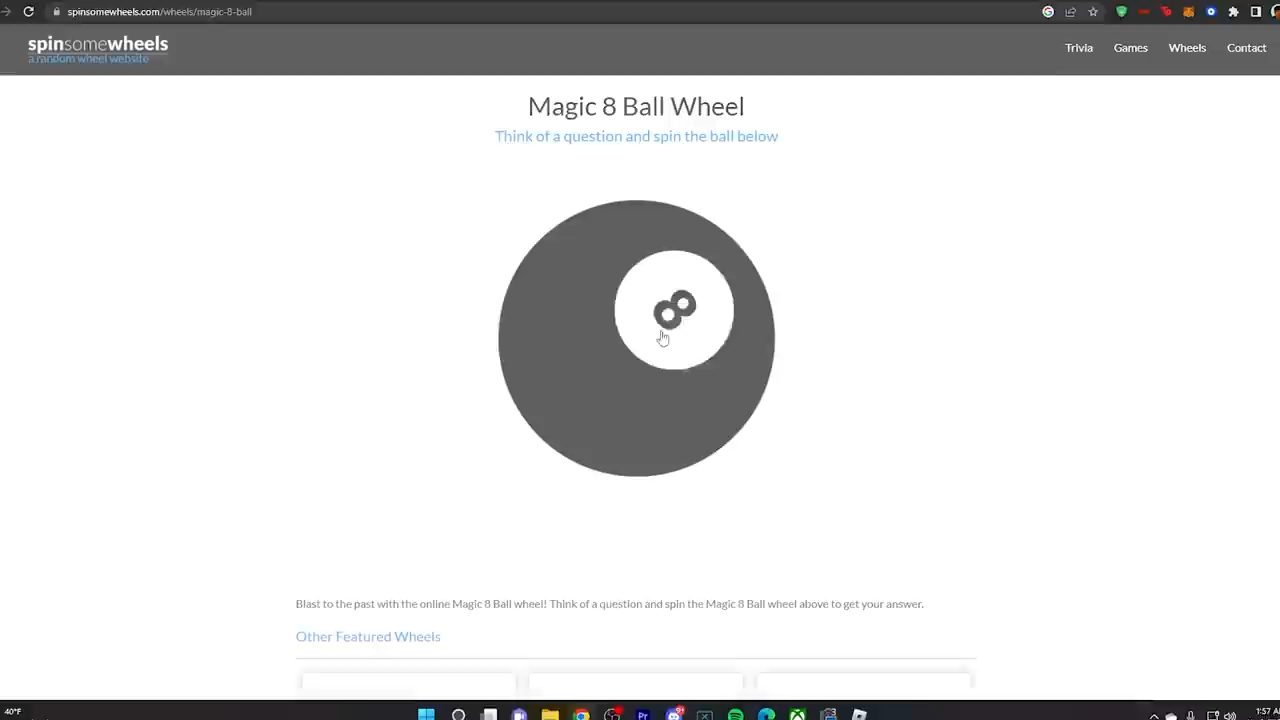 spinsomewheels.com/wheels/magic-8-ball
spinsomewheels
a random wheel website
Trivia Games Wheels Contact
Magic 8 Ball Wheel
Think of a question and spin the ball below
8
Blast to the past with the online Magic 8 Ball wheel! Think of a question and spin the Magic 8 Ball wheel above to get your answer.
Other Featured Wheels
40°F
Pr
9+
1:57 A